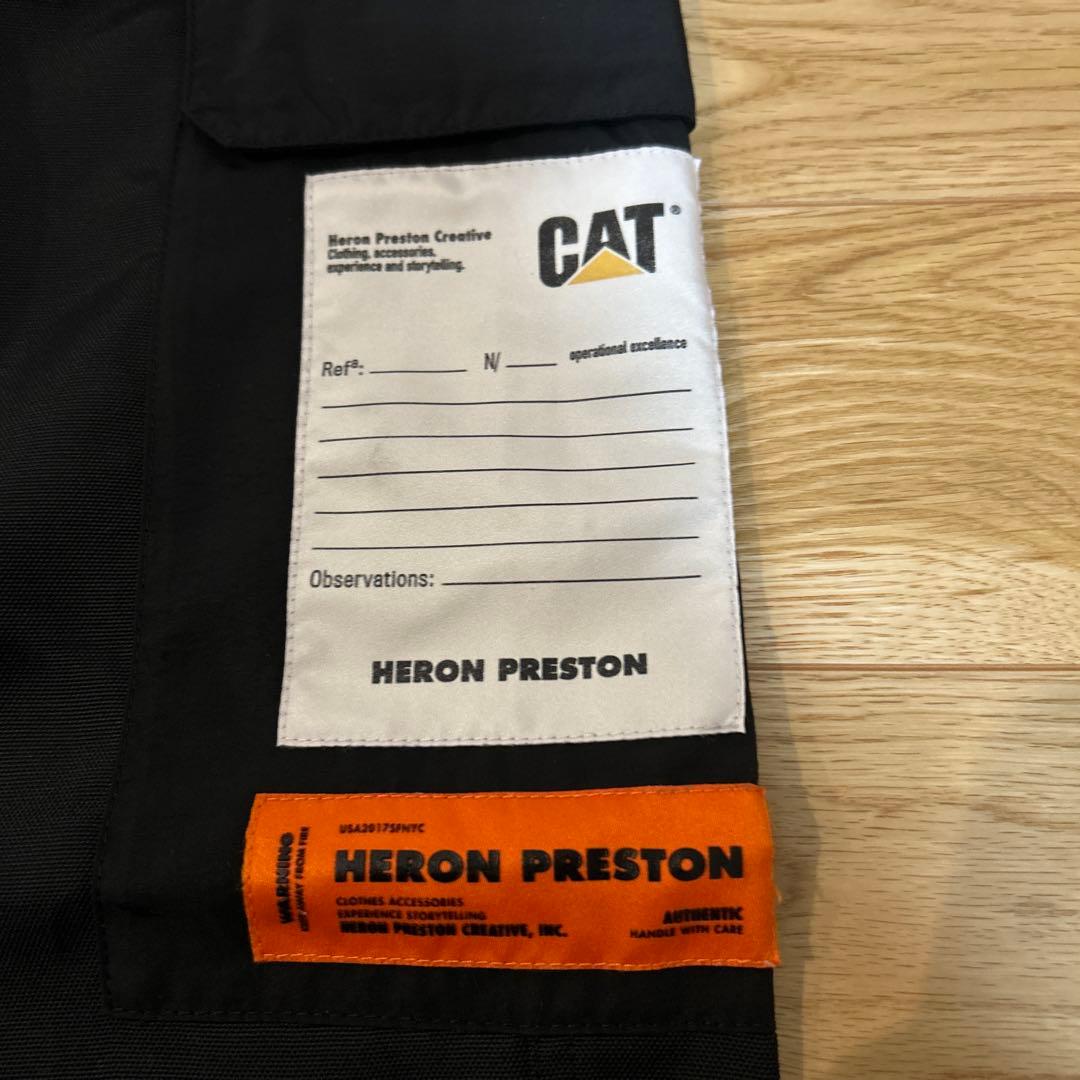 Heron Preston Creative
Clothing, accessories,
experience and storytelling.
CAT®
Refª: N/ operational excellence
Observations:
HERON PRESTON
WARNING
KEEP AWAY FROM FIRE
USA2017SFNYC
HERON PRESTON
CLOTHES ACCESSORIES
EXPERIENCE STORYTELLING
HERON PRESTON CREATIVE, INC.
AUTHENTIC
HANDLE WITH CARE